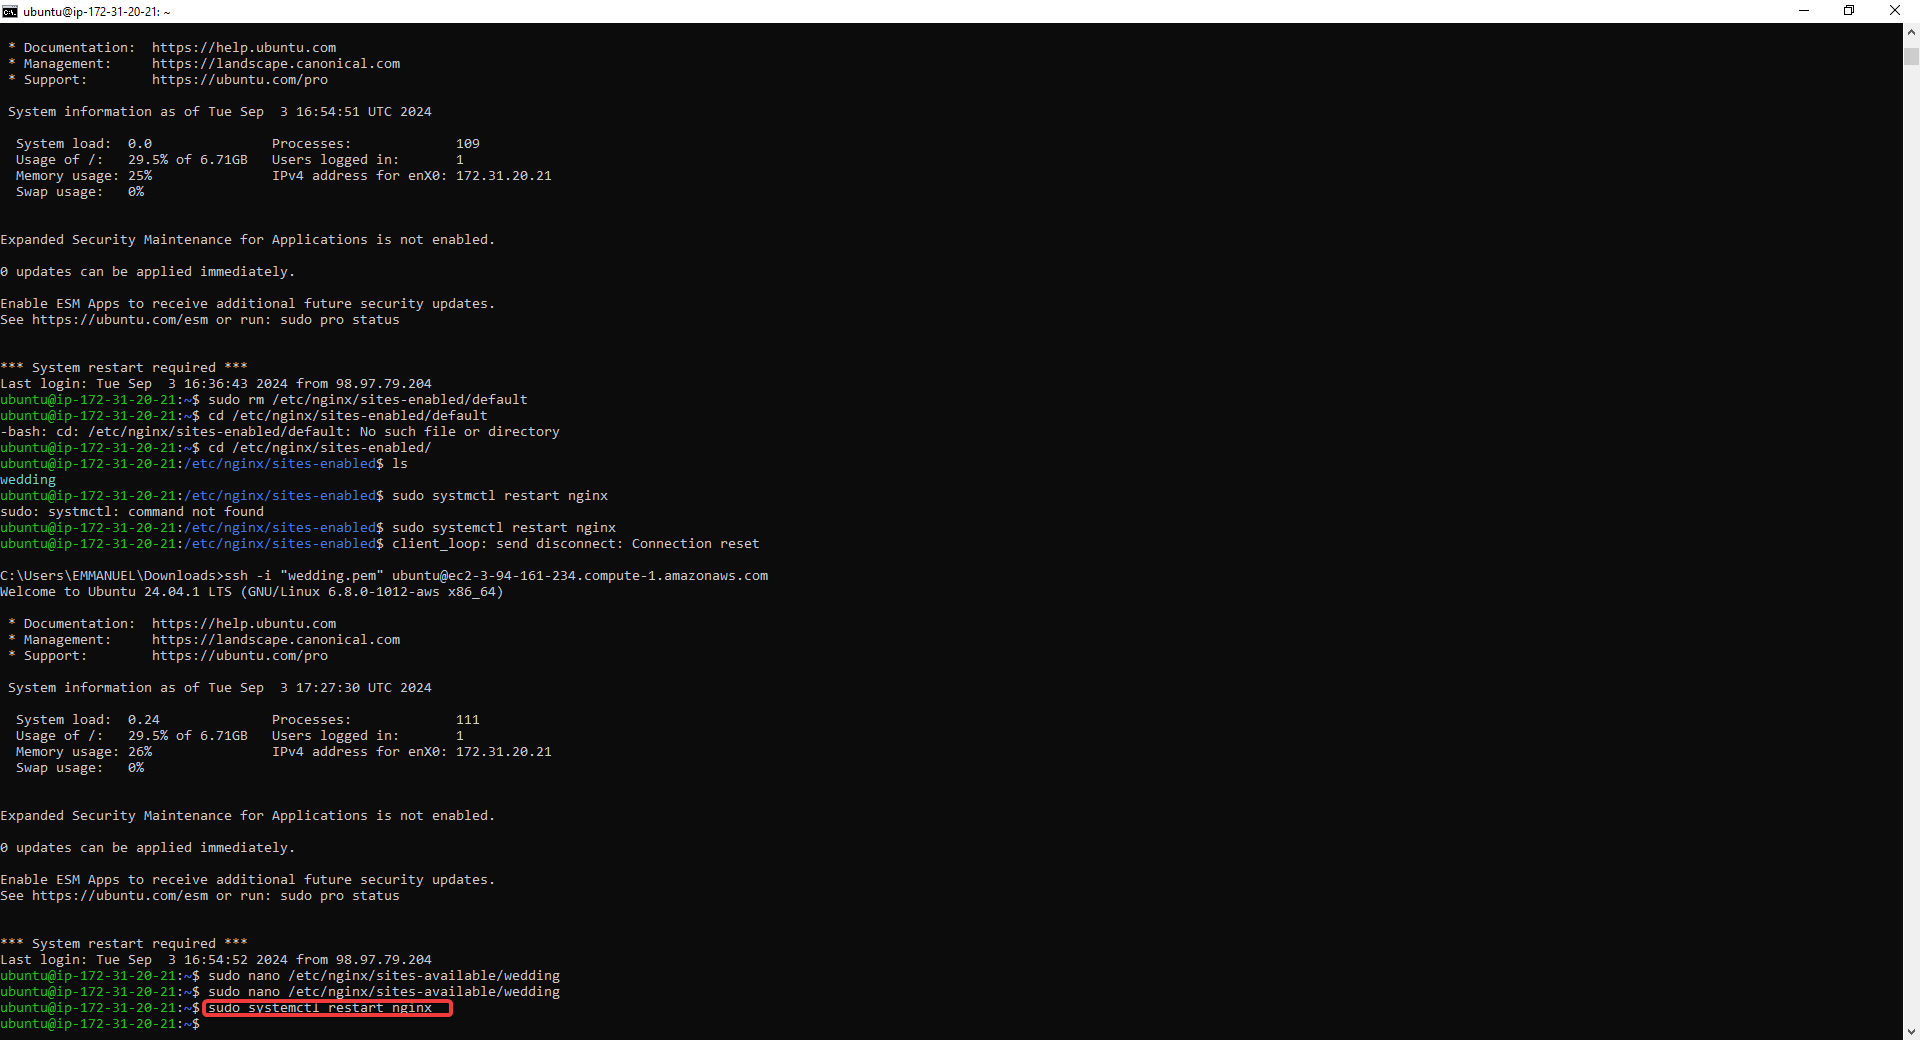 ubuntu@ip-172-31-20-21: ~
* Documentation:  https://help.ubuntu.com
* Management:     https://landscape.canonical.com
* Support:        https://ubuntu.com/pro
System information as of Tue Sep  3 16:54:51 UTC 2024
System load:  0.0              Processes:             109
Usage of /:   29.5% of 6.71GB   Users logged in:       1
Memory usage: 25%               IPv4 address for enX0: 172.31.20.21
Swap usage:   0%
Expanded Security Maintenance for Applications is not enabled.
0 updates can be applied immediately.
Enable ESM Apps to receive additional future security updates.
See https://ubuntu.com/esm or run: sudo pro status
*** System restart required ***
Last login: Tue Sep  3 16:36:43 2024 from 98.97.79.204
ubuntu@ip-172-31-20-21:~$ sudo rm /etc/nginx/sites-enabled/default
ubuntu@ip-172-31-20-21:~$ cd /etc/nginx/sites-enabled/default
-bash: cd: /etc/nginx/sites-enabled/default: No such file or directory
ubuntu@ip-172-31-20-21:~$ cd /etc/nginx/sites-enabled/
ubuntu@ip-172-31-20-21:/etc/nginx/sites-enabled$ ls
wedding
ubuntu@ip-172-31-20-21:/etc/nginx/sites-enabled$ sudo systmctl restart nginx
sudo: systmctl: command not found
ubuntu@ip-172-31-20-21:/etc/nginx/sites-enabled$ sudo systemctl restart nginx
ubuntu@ip-172-31-20-21:/etc/nginx/sites-enabled$ client_loop: send disconnect: Connection reset
C:\Users\EMMANUEL\Downloads>ssh -i "wedding.pem" ubuntu@ec2-3-94-161-234.compute-1.amazonaws.com
Welcome to Ubuntu 24.04.1 LTS (GNU/Linux 6.8.0-1012-aws x86_64)
* Documentation:  https://help.ubuntu.com
* Management:     https://landscape.canonical.com
* Support:        https://ubuntu.com/pro
System information as of Tue Sep  3 17:27:30 UTC 2024
System load:  0.24              Processes:             111
Usage of /:   29.5% of 6.71GB   Users logged in:       1
Memory usage: 26%               IPv4 address for enX0: 172.31.20.21
Swap usage:   0%
Expanded Security Maintenance for Applications is not enabled.
0 updates can be applied immediately.
Enable ESM Apps to receive additional future security updates.
See https://ubuntu.com/esm or run: sudo pro status
*** System restart required ***
Last login: Tue Sep  3 16:54:52 2024 from 98.97.79.204
ubuntu@ip-172-31-20-21:~$ sudo nano /etc/nginx/sites-available/wedding
ubuntu@ip-172-31-20-21:~$ sudo nano /etc/nginx/sites-available/wedding
ubuntu@ip-172-31-20-21:~$ sudo systemctl restart nginx
ubuntu@ip-172-31-20-21:~$